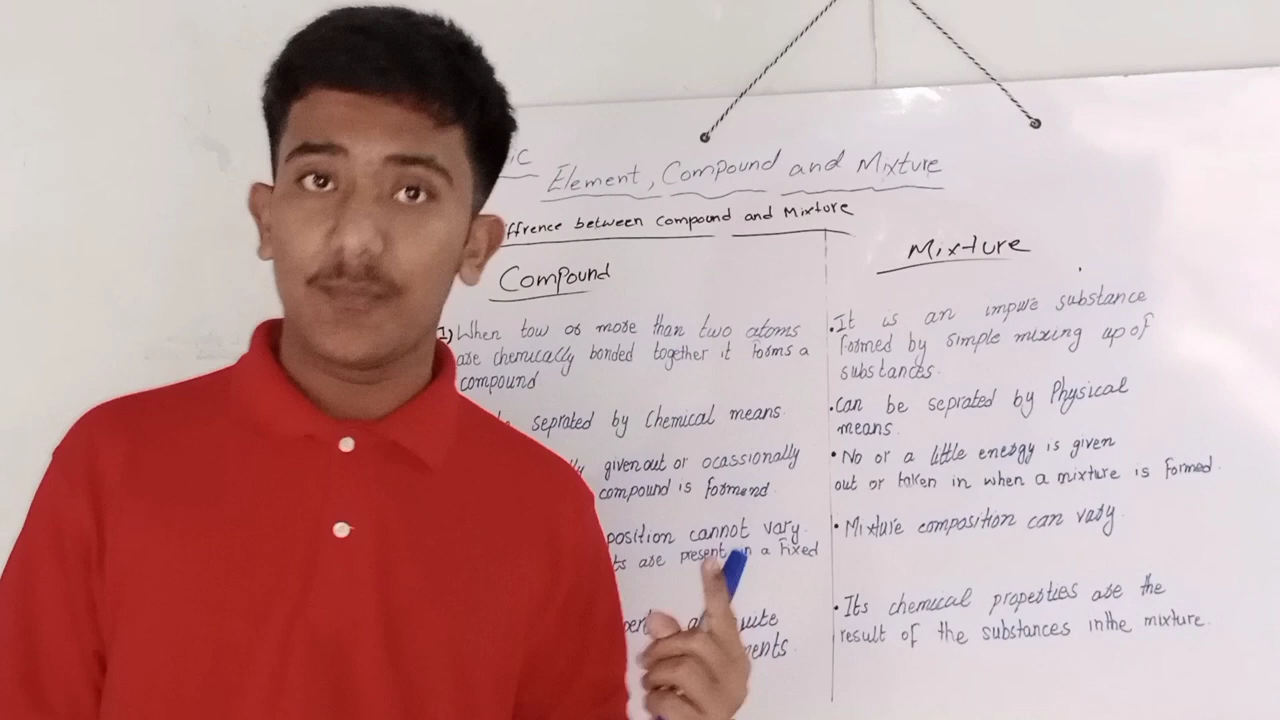 Element, Compound and Mixture
ffrence between compound and Mixture
Compound
1) When tow or more than two atoms
are chemically bonded together it forms a
compound
seprated by Chemical means.
given out or ocassionally
compound is formend.
position cannot vary.
are present in a fixed
uite
ents.
Mixture
• It is an impure substance
formed by simple mixing up of
substances.
• Can be seprated by Physical
means.
• No or a little energy is given
out or taken in when a mixture is formed.
• Mixture composition can vary.
• Its chemical properties are the
result of the substances in the mixture.